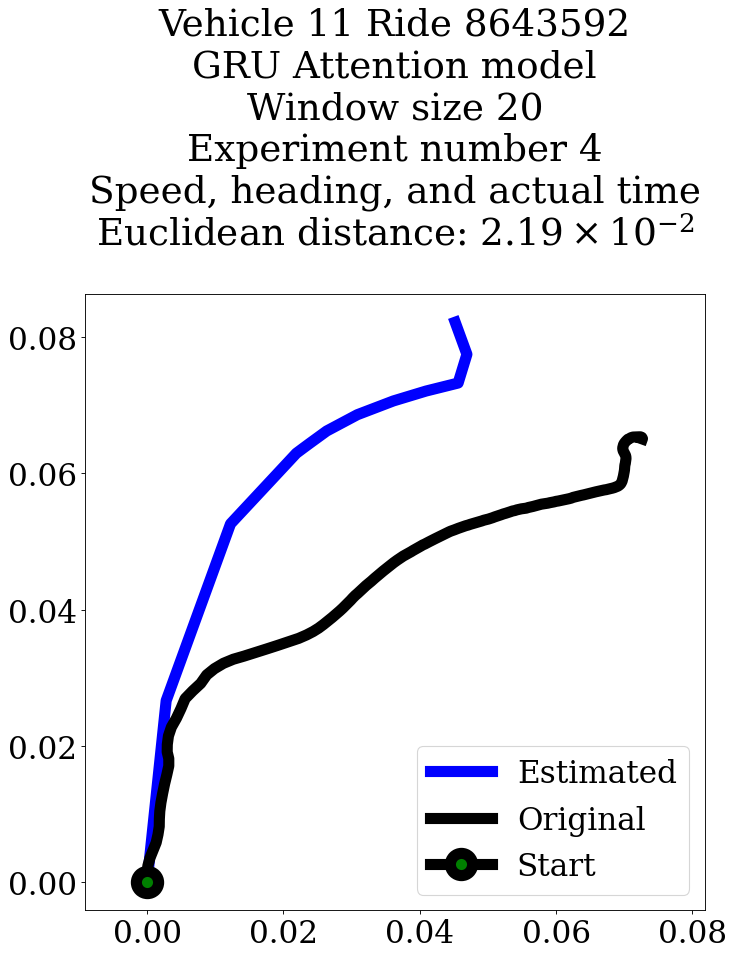 Vehicle 11 Ride 8643592
GRU Attention model
Window size 20
Experiment number 4
Speed, heading, and actual time
Euclidean distance: 2.19 × 10⁻²
0.08
0.06
0.04
0.02
0.00
Estimated
Original
Start
0.00 0.02 0.04 0.06 0.08